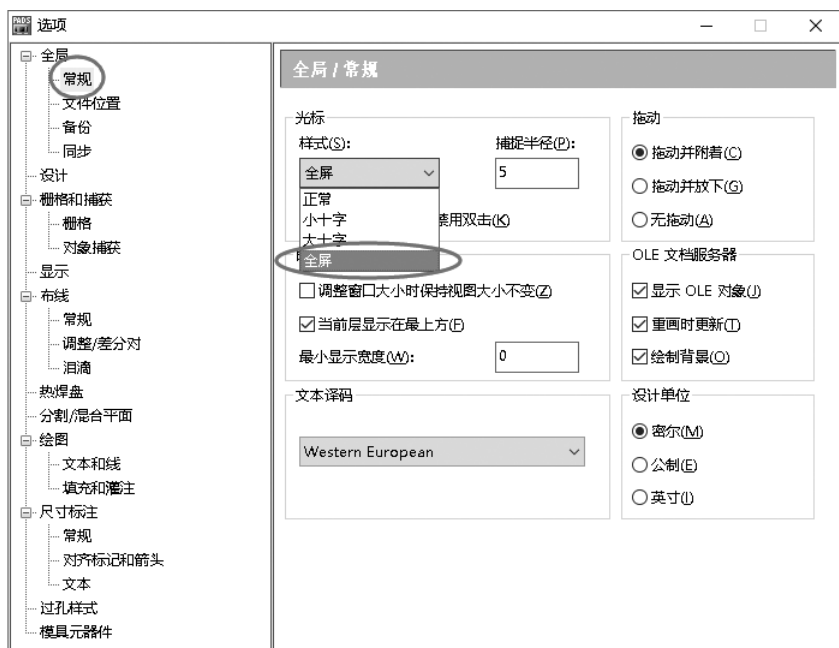 PADS 选项
全局
常规
文件位置
备份
同步
设计
栅格和捕获
栅格
对象捕获
显示
布线
常规
调整/差分对
泪滴
热焊盘
分割/混合平面
绘图
文本和线
填充和灌注
尺寸标注
常规
对齐标记和箭头
文本
过孔样式
模具元器件
全局 / 常规
光标
样式(S):
捕捉半径(P):
全屏
5
正常
小十字
禁用双击(K)
大十字
全屏
调整窗口大小时保持视图大小不变(Z)
当前层显示在最上方(F)
最小显示宽度(W):
0
文本译码
Western European
拖动
拖动并附着(C)
拖动并放下(G)
无拖动(A)
OLE 文档服务器
显示 OLE 对象(J)
重画时更新(T)
绘制背景(O)
设计单位
密尔(M)
公制(E)
英寸(I)